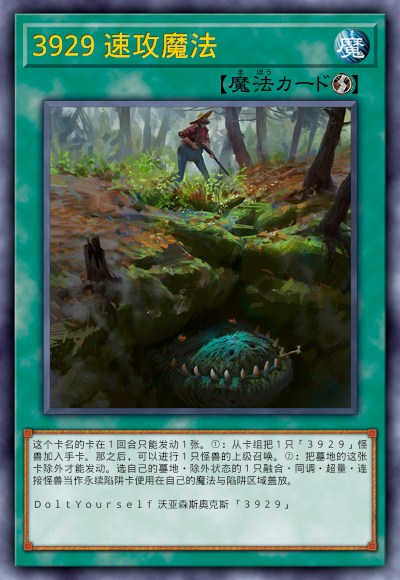 3929 速攻魔法
魔
【魔法カード】
まほう
这个卡名的卡在1回合只能发动1张。①:从卡组把1只「3929」怪
兽加入手卡。那之后,可以进行1只怪兽的上级召唤。②:把墓地的这张
卡除外才能发动。选自己的墓地·除外状态的1只融合·同调·超量·连
接怪兽当作永续陷阱卡使用在自己的魔法与陷阱区域盖放。
DoItYourself 沃亚森斯奥克斯「3929」